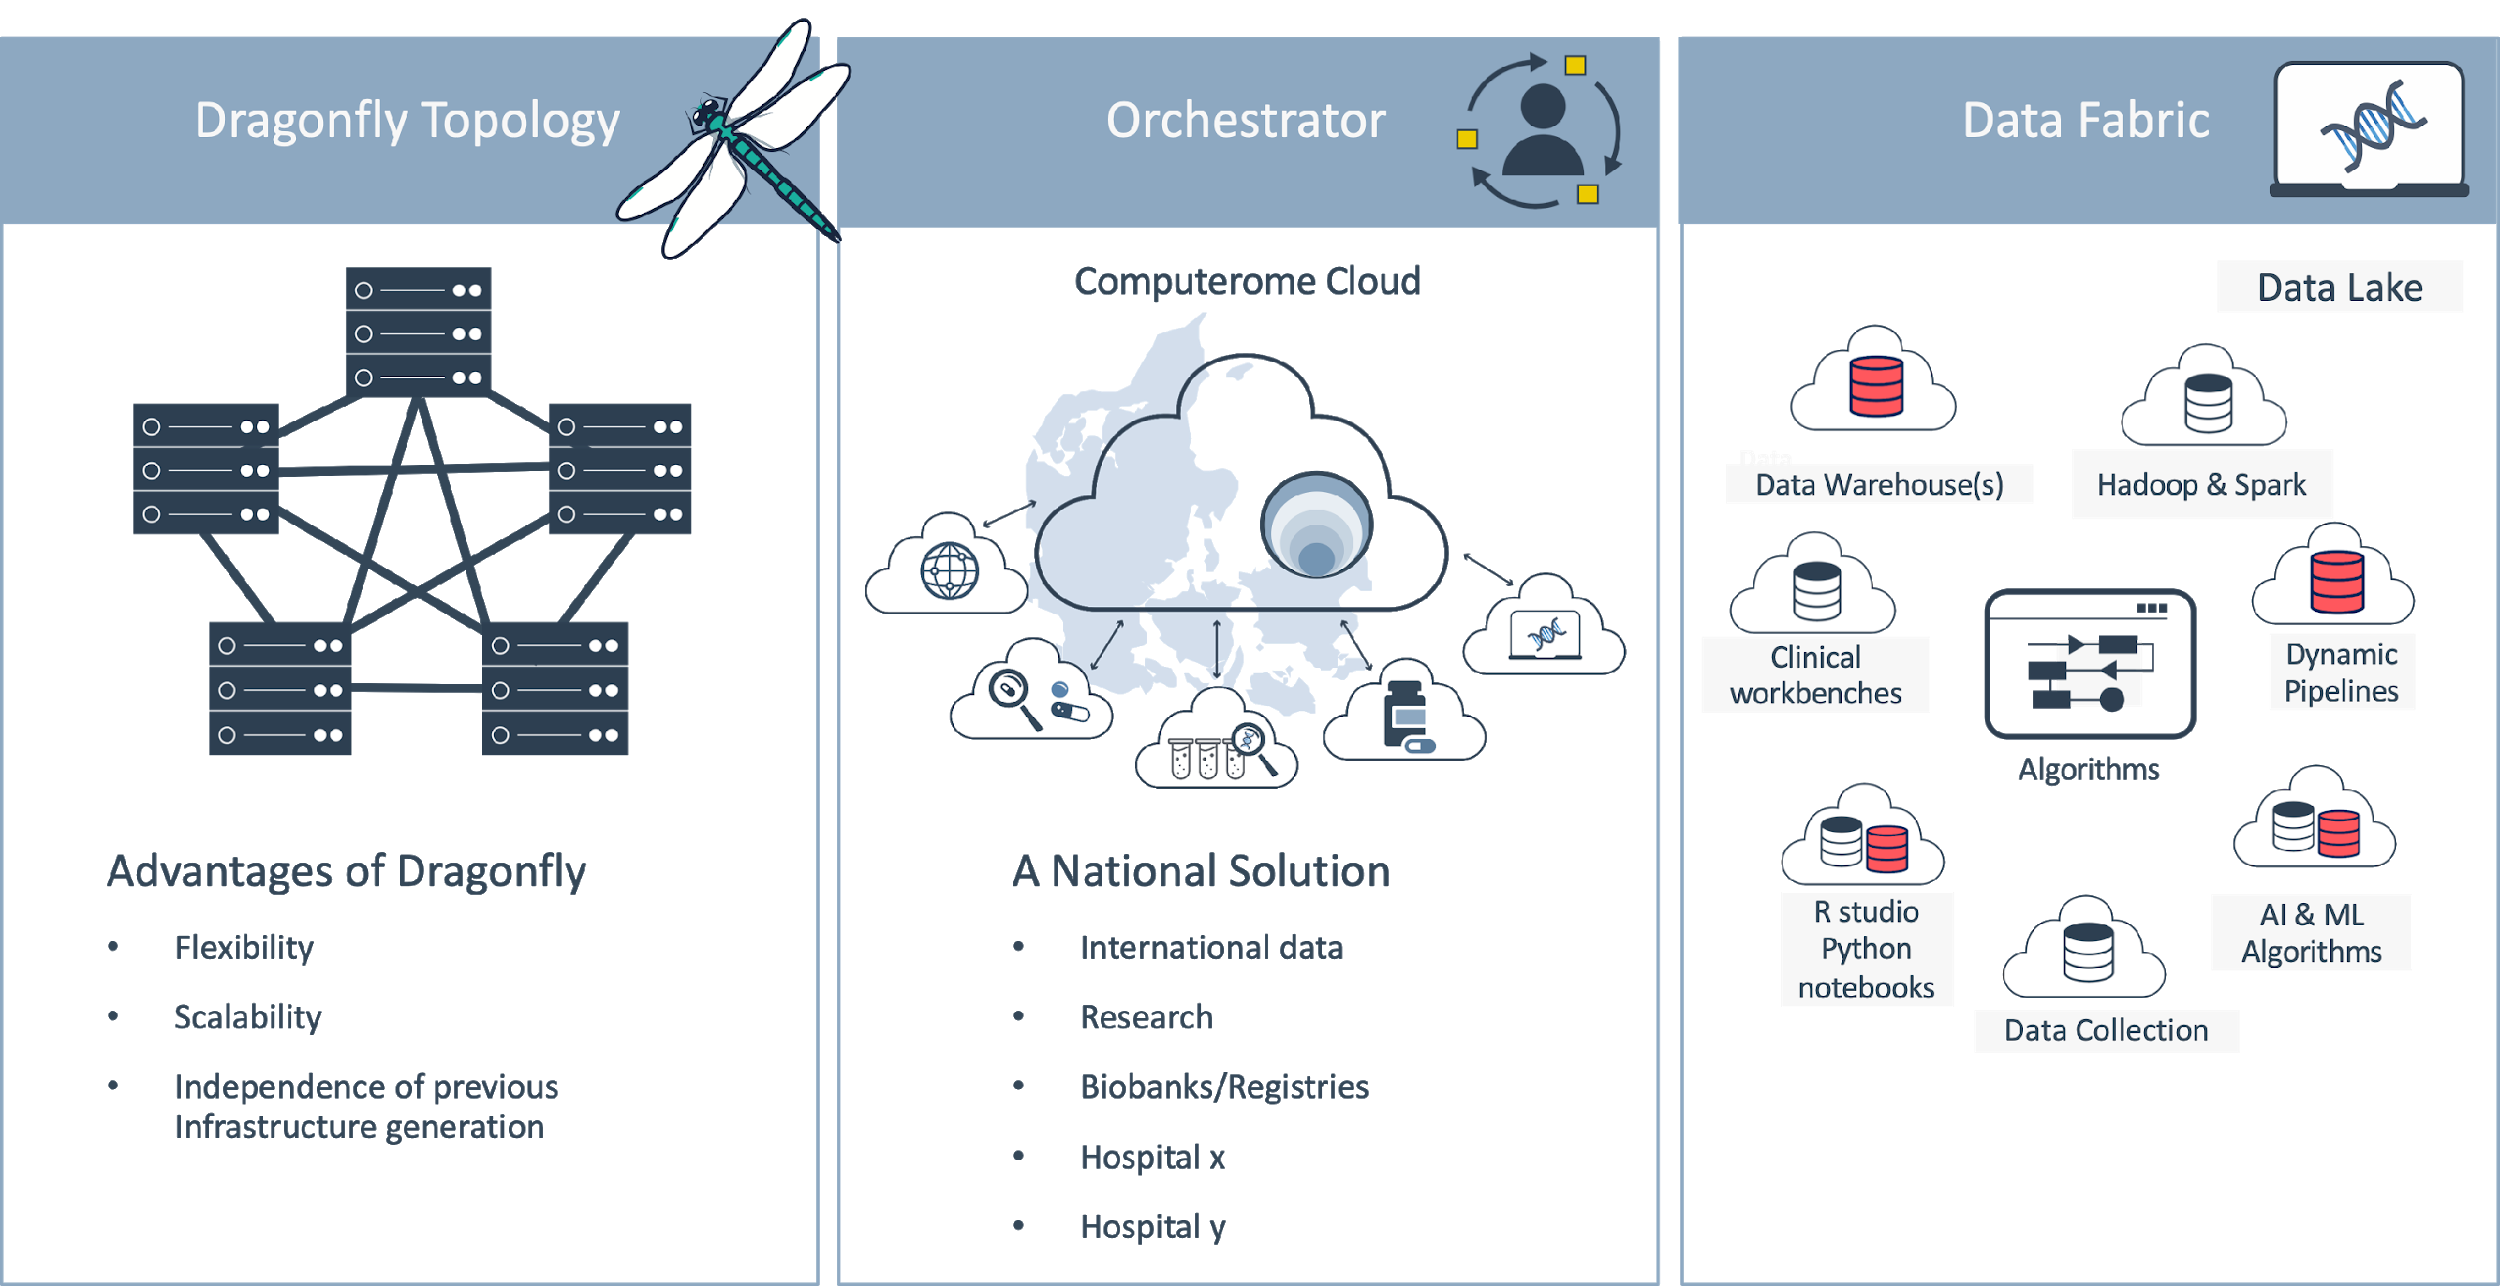 Dragonfly Topology
Advantages of Dragonfly
• Flexibility
• Scalability
• Independence of previous
Infrastructure generation
Orchestrator
Computerome Cloud
A National Solution
• International data
• Research
• Biobanks/Registries
• Hospital x
• Hospital y
Data Fabric
Data Lake
Data
Data Warehouse(s)
Hadoop & Spark
Clinical
workbenches
Dynamic
Pipelines
Algorithms
R studio
Python
notebooks
AI & ML
Algorithms
Data Collection